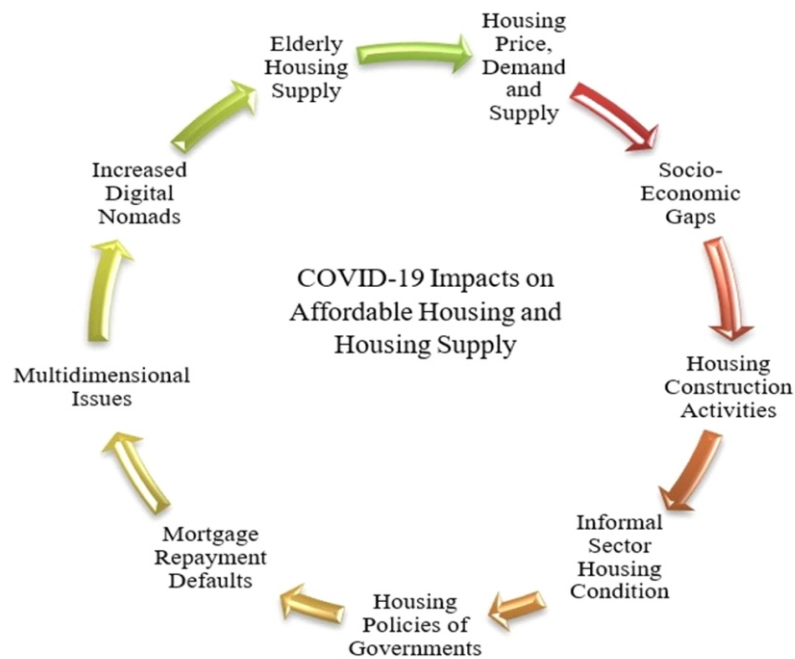 Elderly
Housing
Supply
Housing
Price,
Demand
and
Supply
Socio-
Economic
Gaps
Housing
Construction
Activities
Informal
Sector
Housing
Condition
Housing
Policies of
Governments
Mortgage
Repayment
Defaults
Multidimensional
Issues
Increased
Digital
Nomads
COVID-19 Impacts on
Affordable Housing and
Housing Supply